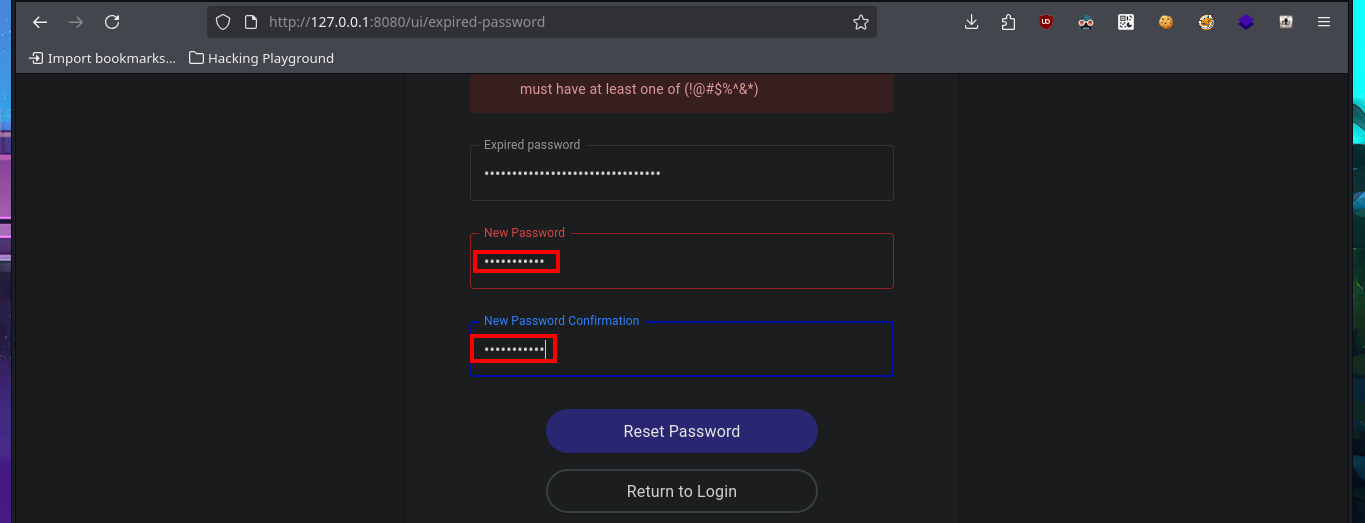 http://127.0.0.1:8080/ui/expired-password
Import bookmarks... Hacking Playground
must have at least one of (!@#$%^&*)
Expired password
••••••••••••••••••••••••••••••••
New Password
•••••••••••
New Password Confirmation
•••••••••••
Reset Password
Return to Login